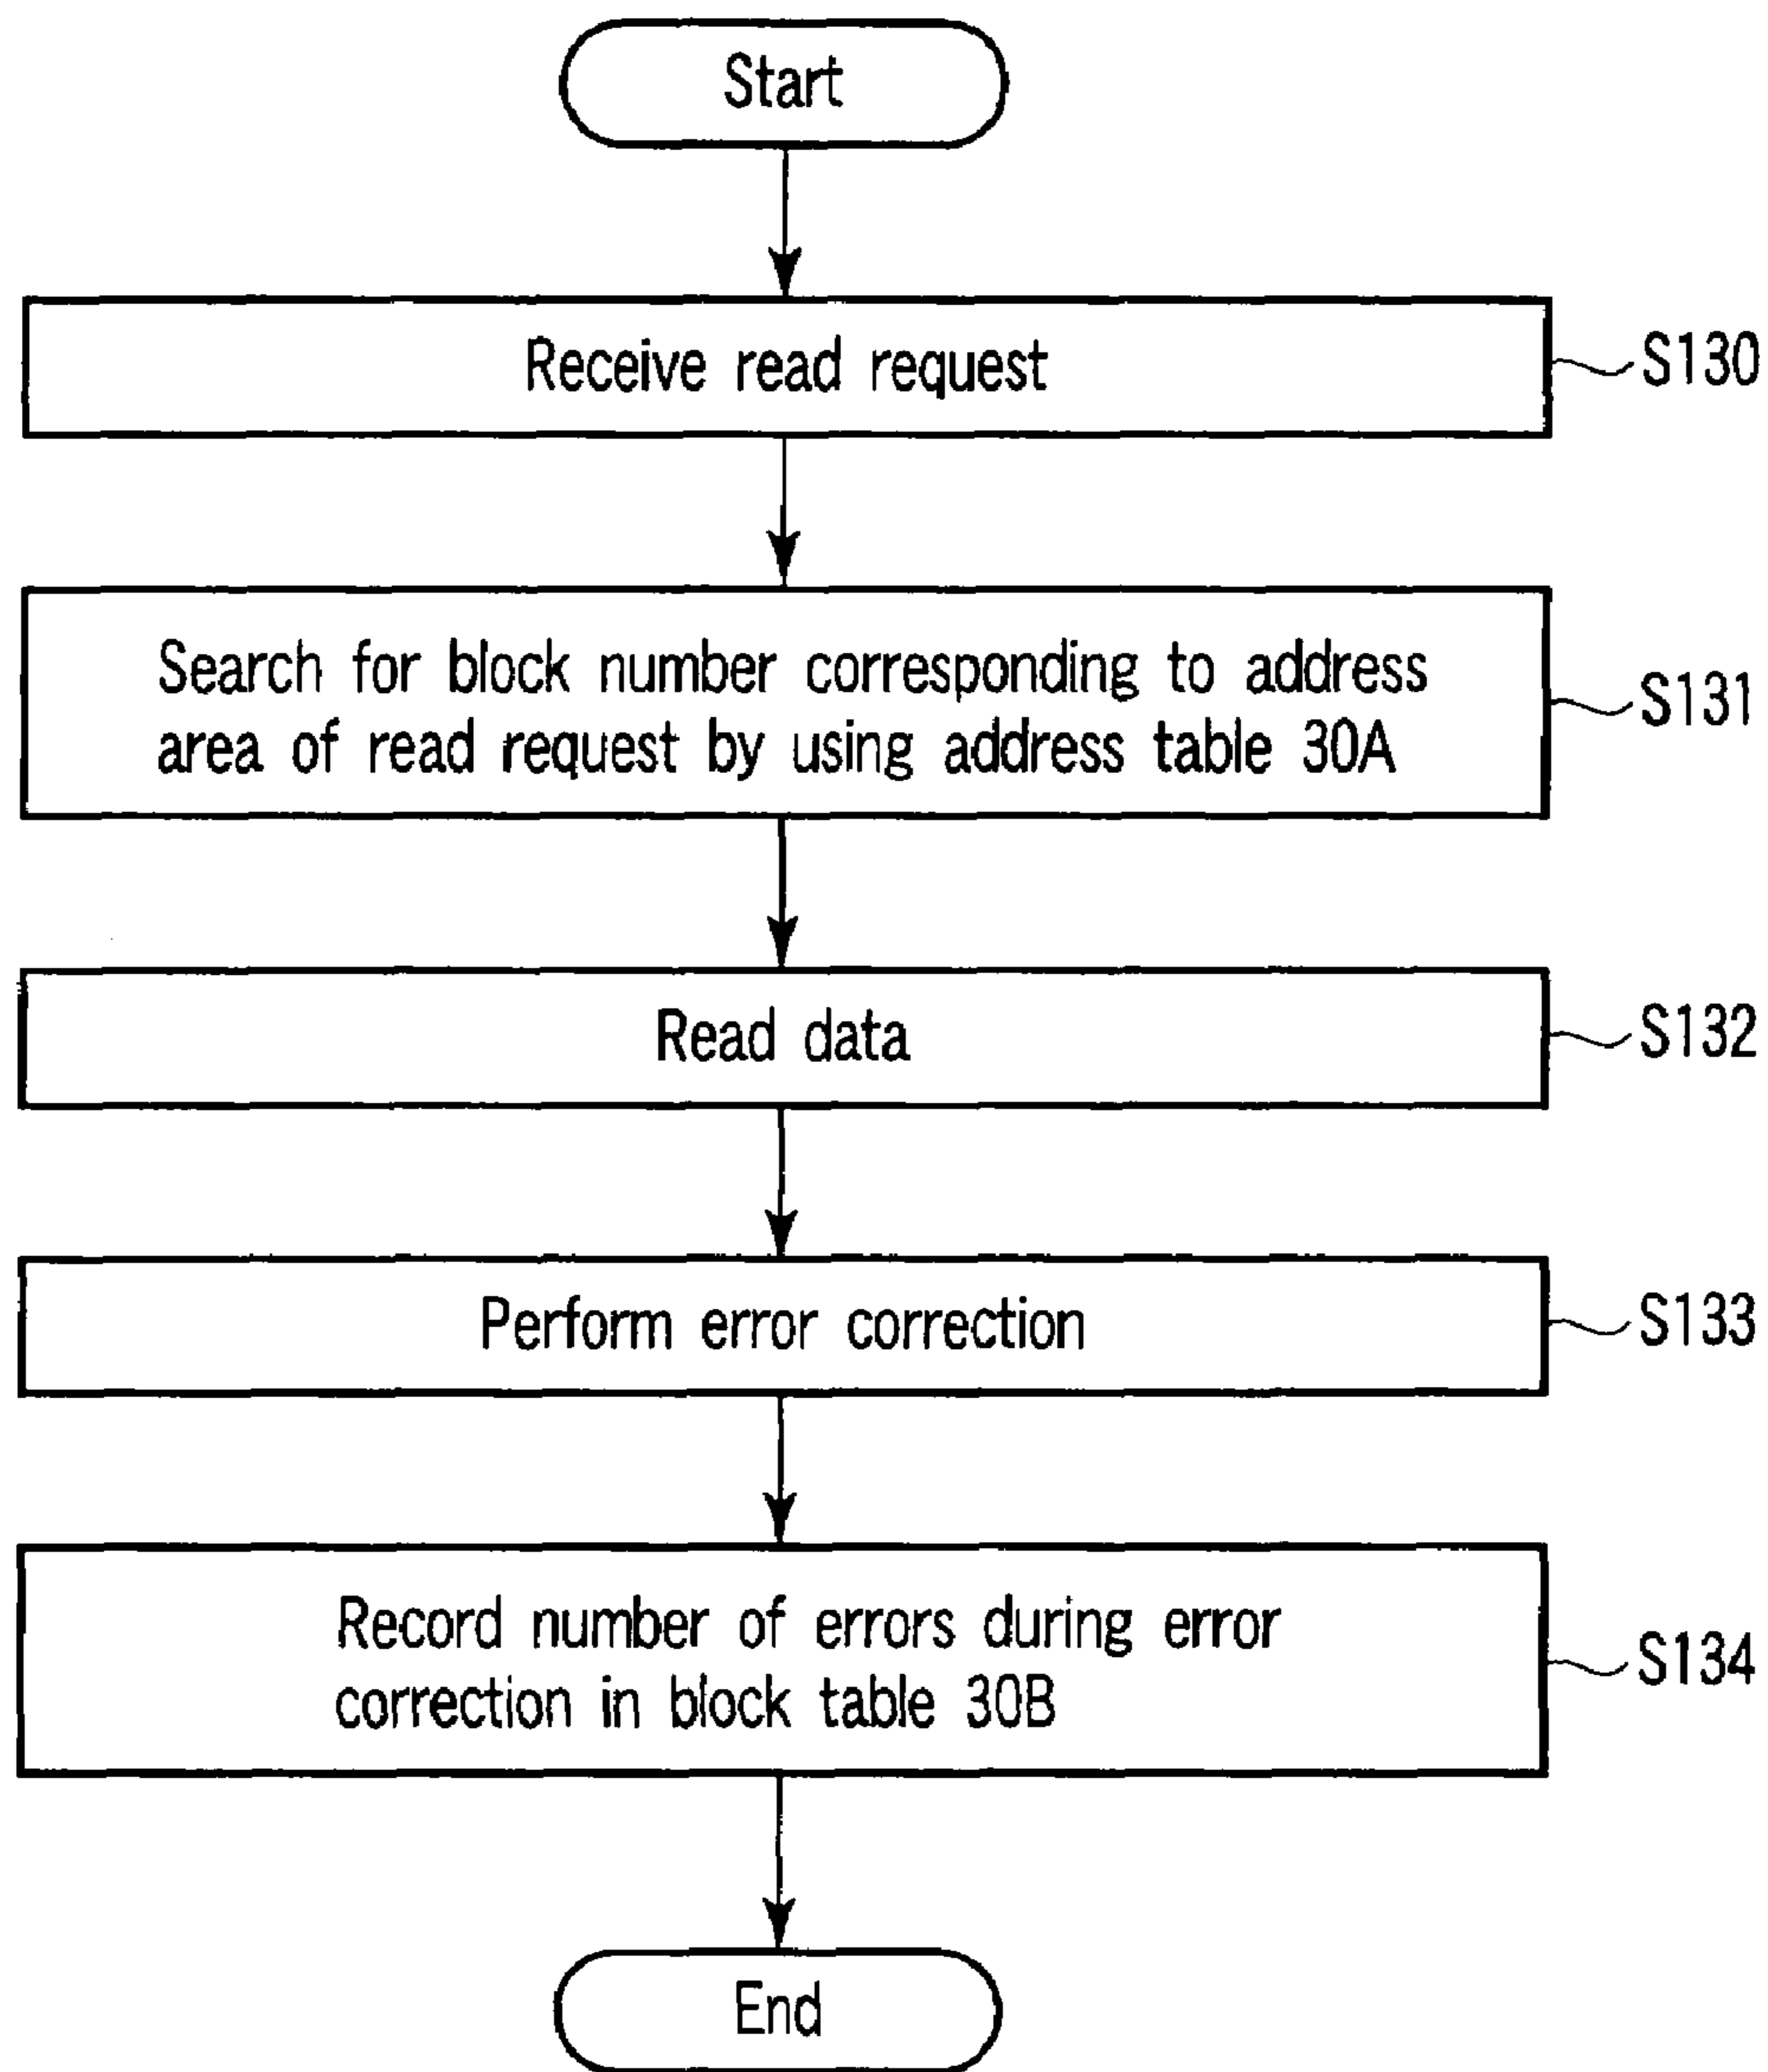 Start
Receive read request
S130
Search for block number corresponding to address
area of read request by using address table 30A
S131
Read data
S132
Perform error correction
S133
Record number of errors during error
correction in block table 30B
S134
End